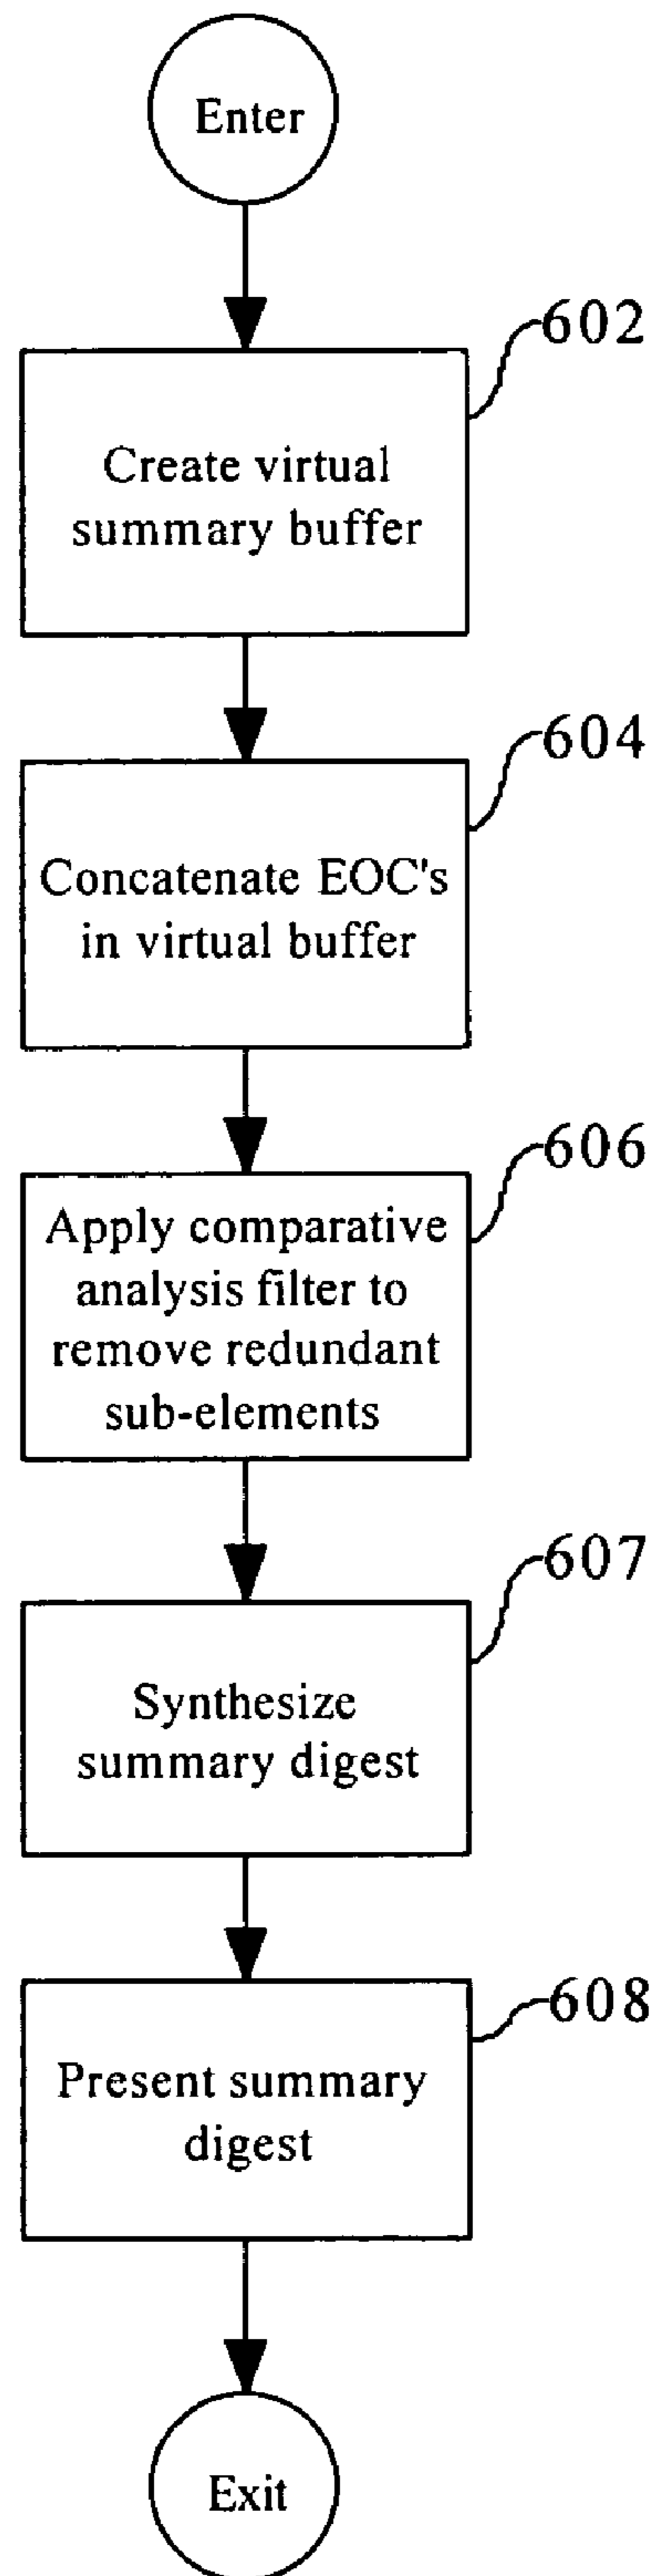 Enter
602
Create virtual
summary buffer
604
Concatenate EOC's
in virtual buffer
606
Apply comparative
analysis filter to
remove redundant
sub-elements
607
Synthesize
summary digest
608
Present summary
digest
Exit